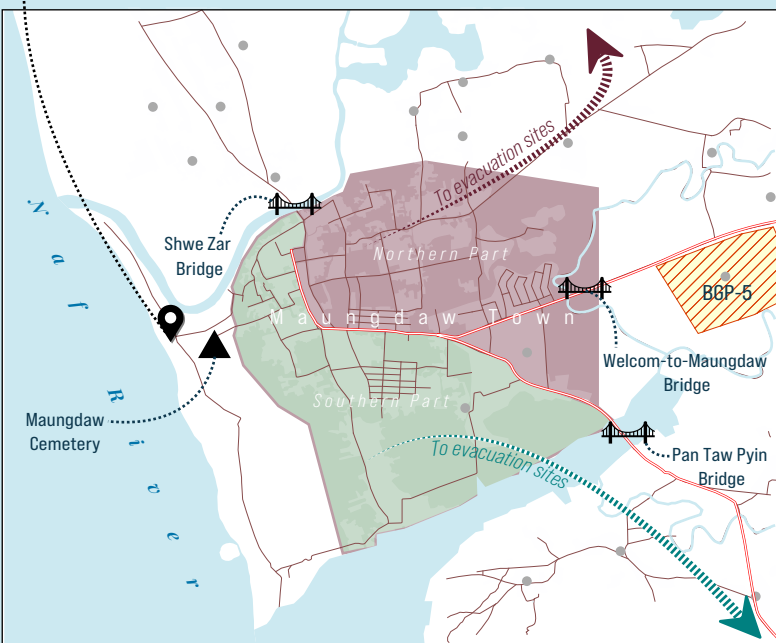 To evacuation sites
Naf River
Shwe Zar
Bridge
Northern Part
BGP-5
Maungdaw Town
Welcom-to-Maungdaw
Bridge
Southern Part
Maungdaw
Cemetery
To evacuation sites
Pan Taw Pyin
Bridge